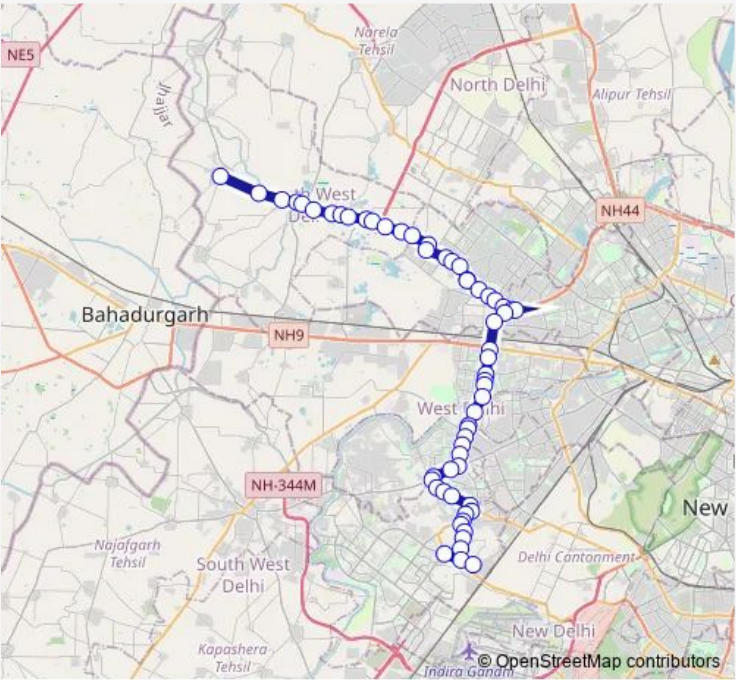 NE5
Narela
Tehsil
North Delhi
Alipur Tehsil
Jhajjar
West
NH44
Bahadurgarh
NH9
West Delhi
NH-344M
New
Najafgarh
Tehsil
South West
Delhi
Delhi Cantonment
New Delhi
Kapashera
Tehsil
Indira Gandhi
© OpenStreetMap contributors